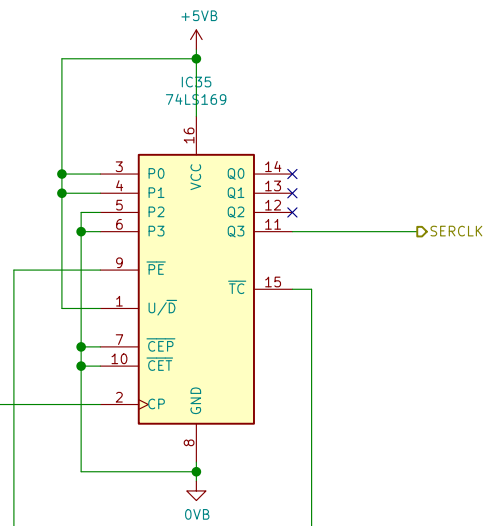 +5VB
IC35
74LS169
16
VCC
3 P0 Q0 14
4 P1 Q1 13
5 P2 Q2 12
6 P3 Q3 11 SERCLK
9 PE
TC 15
1 U/D
7 CEP
10 CET
2 CP
GND
8
0VB